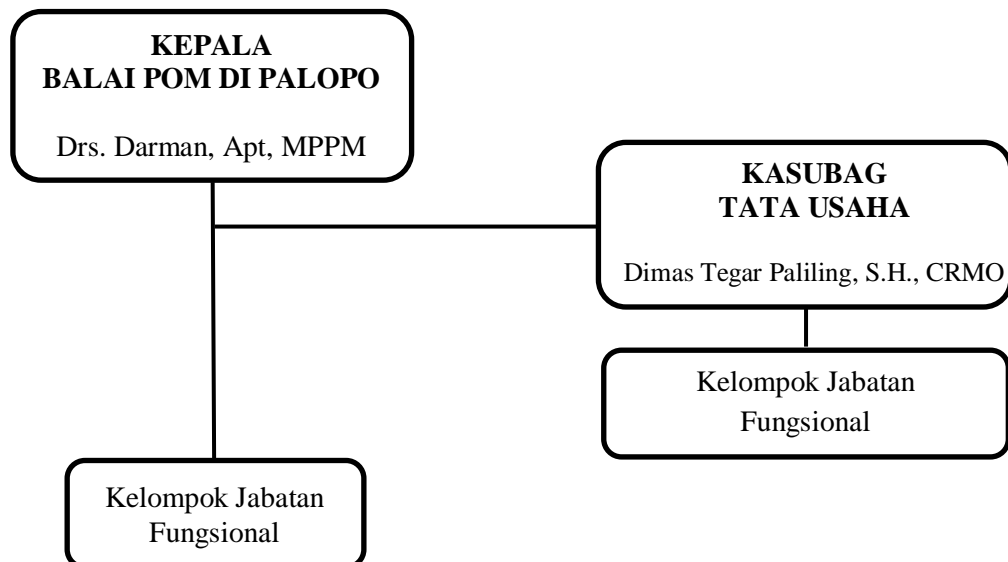 KEPALA
BALAI POM DI PALOPO
Drs. Darman, Apt, MPPM
KASUBAG
TATA USAHA
Dimas Tegar Paliling, S.H., CRMO
Kelompok Jabatan
Fungsional
Kelompok Jabatan
Fungsional